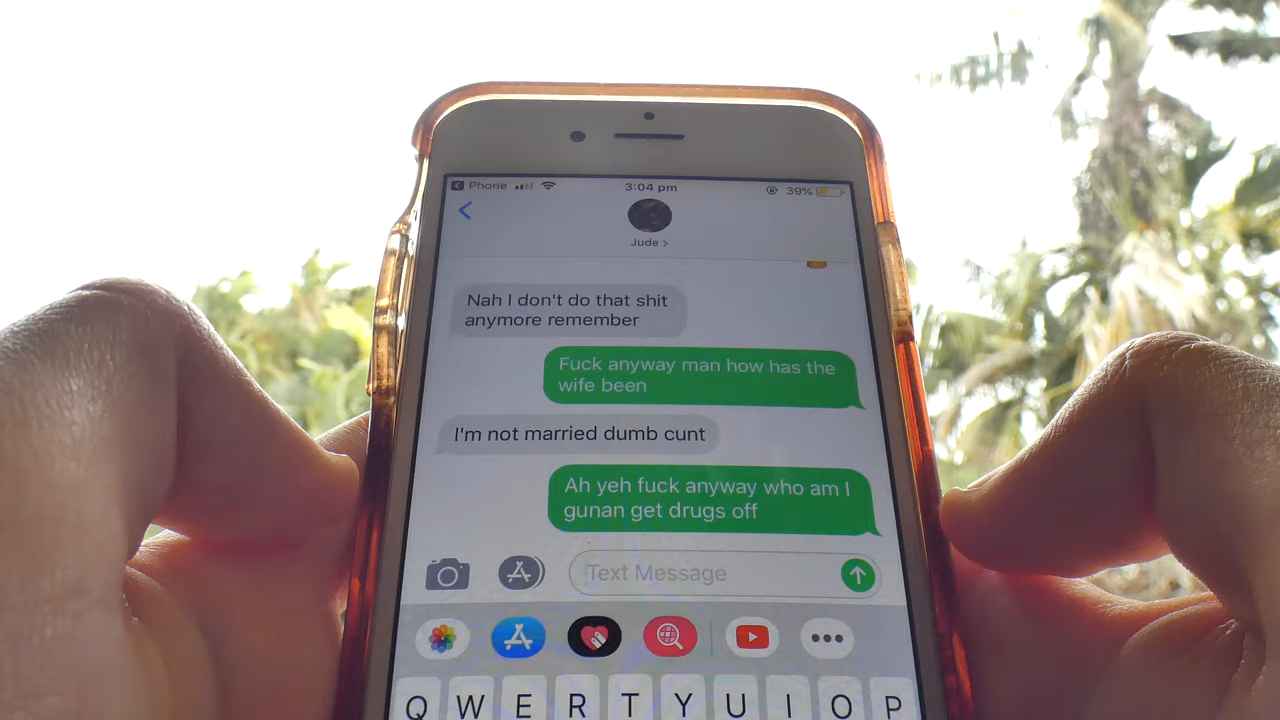 Phone
3:04 pm
39%
Jude >
Nah I don't do that shit
anymore remember
Fuck anyway man how has the
wife been
I'm not married dumb cunt
Ah yeh fuck anyway who am I
gunan get drugs off
Text Message
Q W E R T Y U I O P